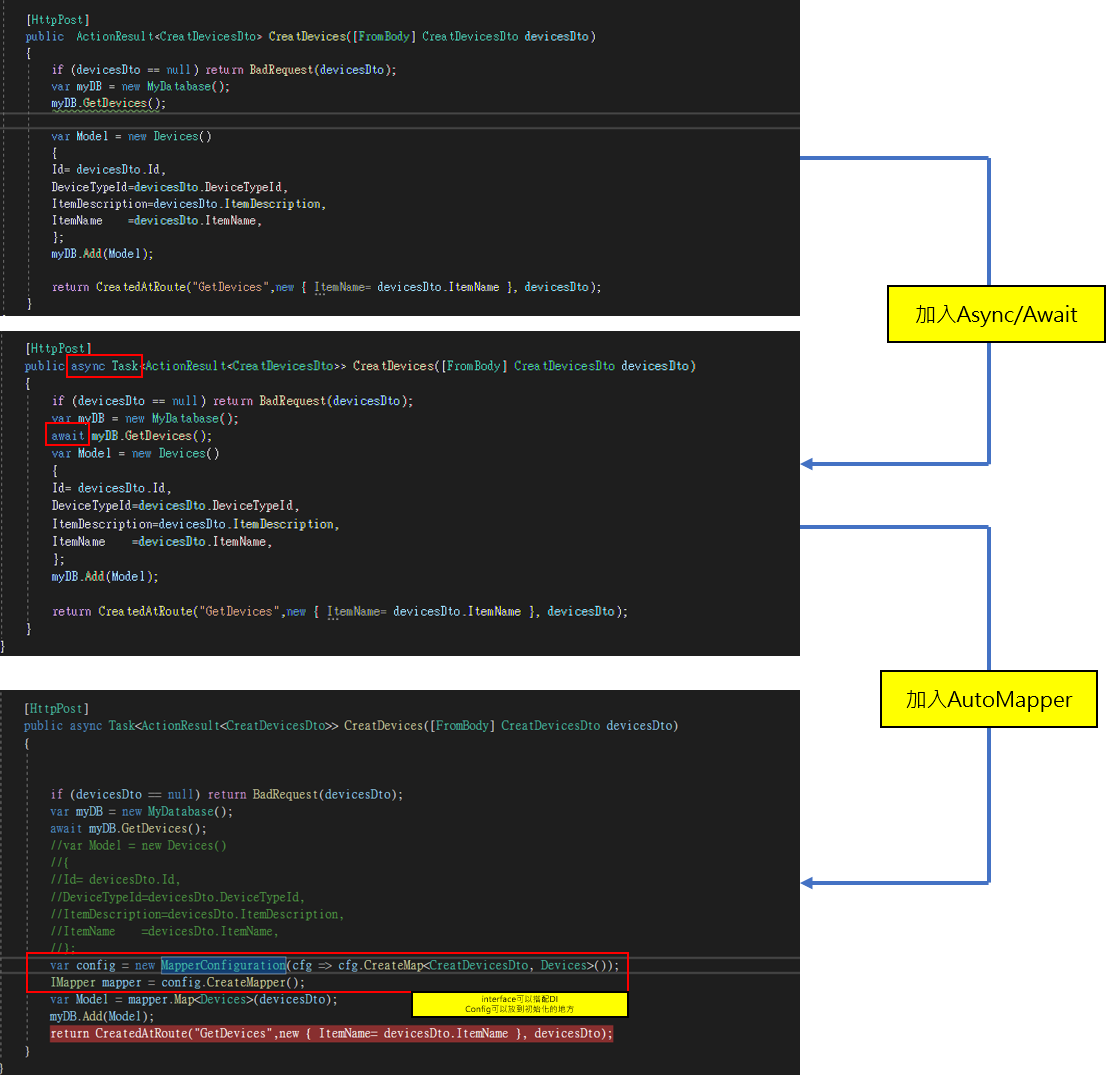 [HttpPost]
public  ActionResult<CreatDevicesDto> CreatDevices([FromBody] CreatDevicesDto devicesDto)
{
if (devicesDto == null) return BadRequest(devicesDto);
var myDB = new MyDatabase();
myDB.GetDevices();
var Model = new Devices()
{
Id= devicesDto.Id,
DeviceTypeId=devicesDto.DeviceTypeId,
ItemDescription=devicesDto.ItemDescription,
ItemName   =devicesDto.ItemName,
};
myDB.Add(Model);
return CreatedAtRoute("GetDevices",new { ItemName= devicesDto.ItemName }, devicesDto);
}
加入Async/Await
[HttpPost]
public async Task<ActionResult<CreatDevicesDto>> CreatDevices([FromBody] CreatDevicesDto devicesDto)
{
if (devicesDto == null) return BadRequest(devicesDto);
var myDB = new MyDatabase();
await myDB.GetDevices();
var Model = new Devices()
{
Id= devicesDto.Id,
DeviceTypeId=devicesDto.DeviceTypeId,
ItemDescription=devicesDto.ItemDescription,
ItemName   =devicesDto.ItemName,
};
myDB.Add(Model);
return CreatedAtRoute("GetDevices",new { ItemName= devicesDto.ItemName }, devicesDto);
}
}
加入AutoMapper
[HttpPost]
public async Task<ActionResult<CreatDevicesDto>> CreatDevices([FromBody] CreatDevicesDto devicesDto)
{
if (devicesDto == null) return BadRequest(devicesDto);
var myDB = new MyDatabase();
await myDB.GetDevices();
//var Model = new Devices()
//{
//Id= devicesDto.Id,
//DeviceTypeId=devicesDto.DeviceTypeId,
//ItemDescription=devicesDto.ItemDescription,
//ItemName   =devicesDto.ItemName,
//};
var config = new MapperConfiguration(cfg => cfg.CreateMap<CreatDevicesDto, Devices>());
IMapper mapper = config.CreateMapper();
var Model = mapper.Map<Devices>(devicesDto);
interface可以搭配DI
Config可以放到初始化的地方
myDB.Add(Model);
return CreatedAtRoute("GetDevices",new { ItemName= devicesDto.ItemName }, devicesDto);
}
}